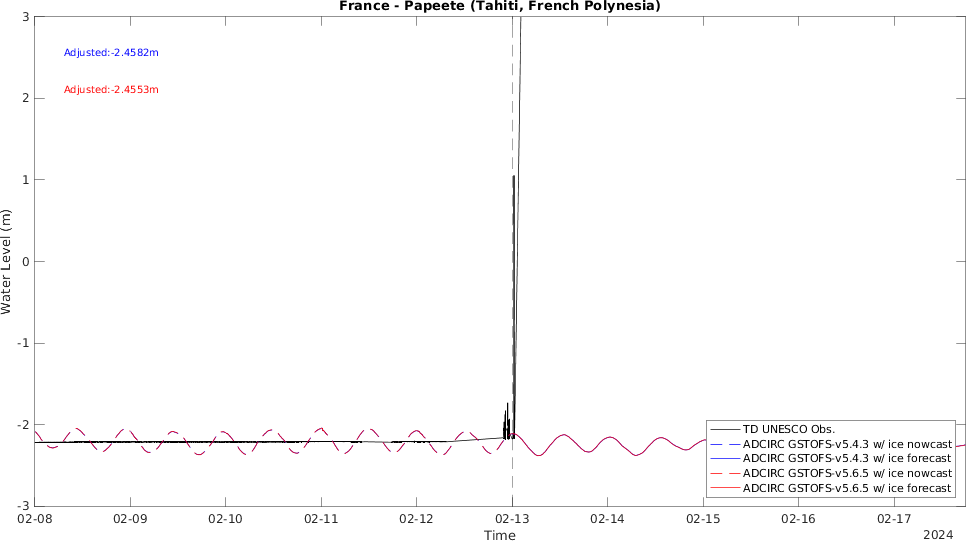 France - Papeete (Tahiti, French Polynesia)
Adjusted:-2.4582m
Adjusted:-2.4553m
3
2
1
0
-1
-2
-3
Water Level (m)
TD UNESCO Obs.
ADCIRC GSTOFS-v5.4.3 w/ ice nowcast
ADCIRC GSTOFS-v5.4.3 w/ ice forecast
ADCIRC GSTOFS-v5.6.5 w/ ice nowcast
ADCIRC GSTOFS-v5.6.5 w/ ice forecast
02-08 02-09 02-10 02-11 02-12 02-13 02-14 02-15 02-16 02-17
Time
2024